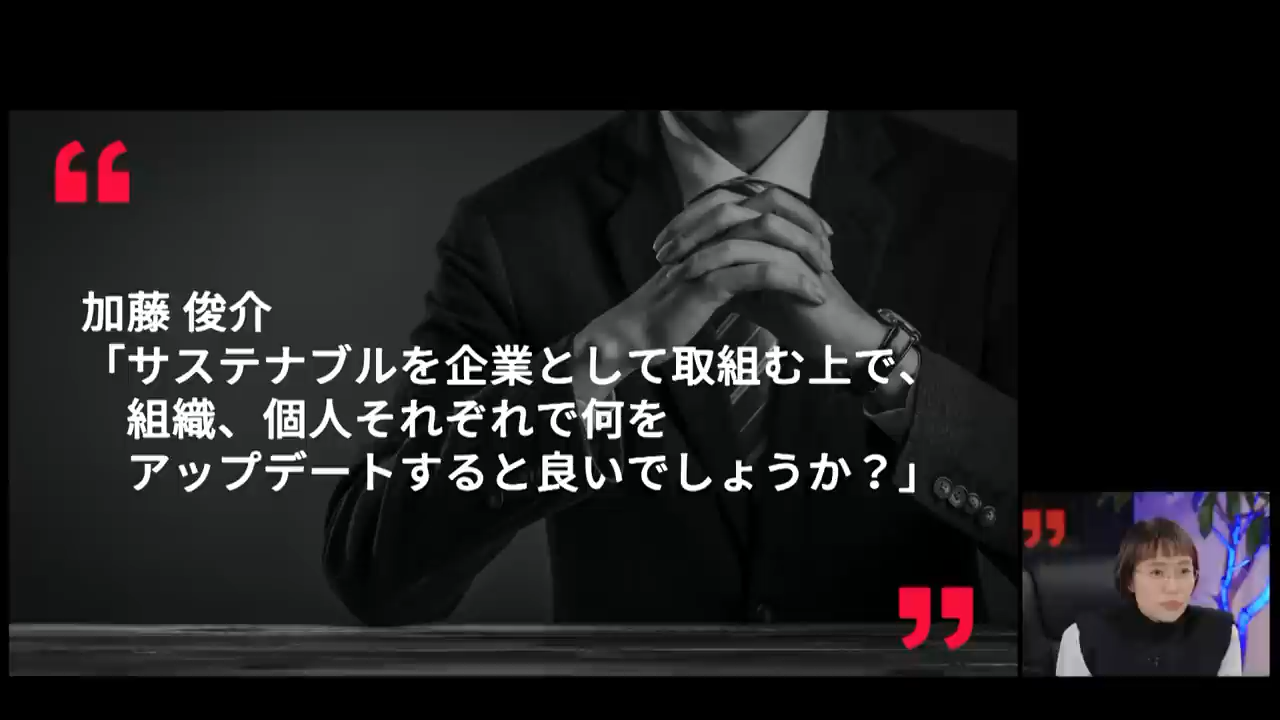 加藤 俊介
「サステナブルを企業として取組む上で、
組織、個人それぞれで何を
アップデートすると良いでしょうか？」